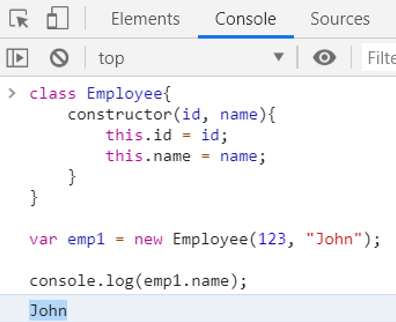 Elements Console Sources
top Filte
> class Employee{
    constructor(id, name){
        this.id = id;
        this.name = name;
    }
}

var emp1 = new Employee(123, "John");

console.log(emp1.name);
John